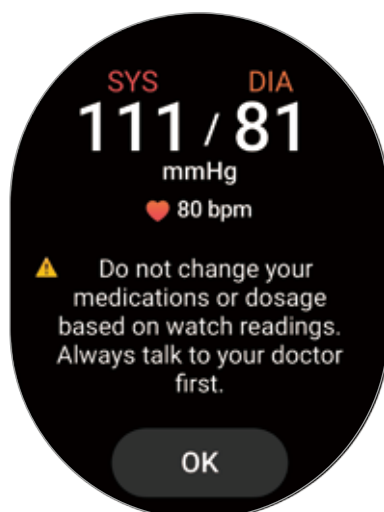 SYS DIA
111 / 81
mmHg
80 bpm
Do not change your
medications or dosage
based on watch readings.
Always talk to your doctor
first.
OK